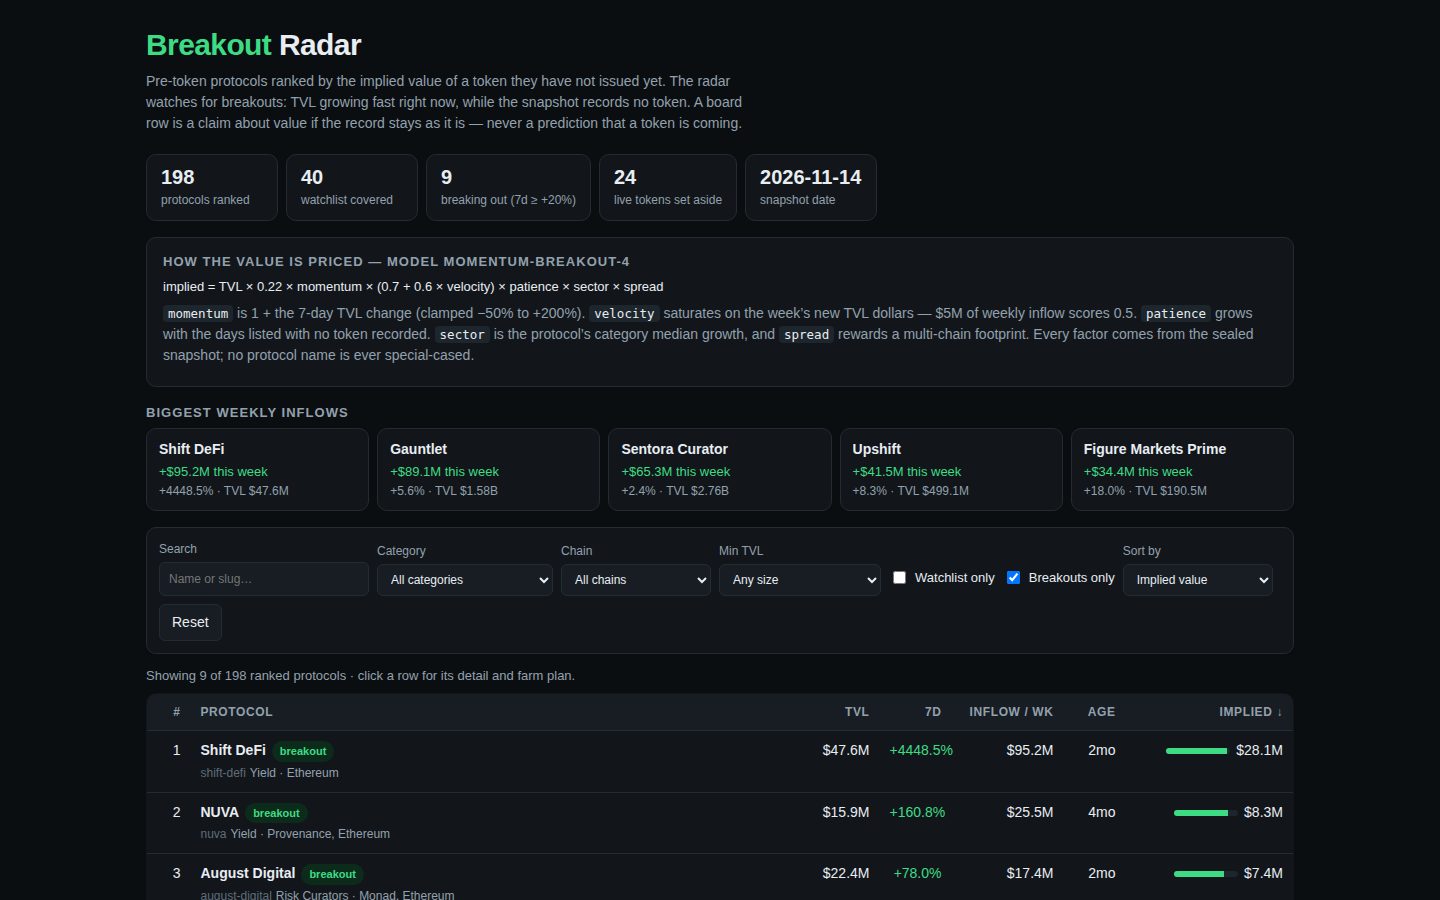 Breakout Radar
Pre-token protocols ranked by the implied value of a token they have not issued yet. The radar
watches for breakouts: TVL growing fast right now, while the snapshot records no token. A board
row is a claim about value if the record stays as it is — never a prediction that a token is coming.
198
protocols ranked
40
watchlist covered
9
breaking out (7d ≥ +20%)
24
live tokens set aside
2026-11-14
snapshot date
HOW THE VALUE IS PRICED — MODEL MOMENTUM-BREAKOUT-4
implied = TVL × 0.22 × momentum × (0.7 + 0.6 × velocity) × patience × sector × spread
momentum is 1 + the 7-day TVL change (clamped −50% to +200%). velocity saturates on the week’s new TVL dollars — $5M of weekly inflow scores 0.5. patience grows
with the days listed with no token recorded. sector is the protocol’s category median growth, and spread rewards a multi-chain footprint. Every factor comes from the sealed
snapshot; no protocol name is ever special-cased.
BIGGEST WEEKLY INFLOWS
Shift DeFi
+$95.2M this week
+4448.5% · TVL $47.6M
Gauntlet
+$89.1M this week
+5.6% · TVL $1.58B
Sentora Curator
+$65.3M this week
+2.4% · TVL $2.76B
Upshift
+$41.5M this week
+8.3% · TVL $499.1M
Figure Markets Prime
+$34.4M this week
+18.0% · TVL $190.5M
Search
Name or slug…
Category
All categories
Chain
All chains
Min TVL
Any size
Watchlist only
Breakouts only
Sort by
Implied value
Reset
Showing 9 of 198 ranked protocols · click a row for its detail and farm plan.
# PROTOCOL TVL 7D INFLOW / WK AGE IMPLIED ↓
1 Shift DeFi breakout $47.6M +4448.5% $95.2M 2mo $28.1M
shift-defi Yield · Ethereum
2 NUVA breakout $15.9M +160.8% $25.5M 4mo $8.3M
nuva Yield · Provenance, Ethereum
3 August Digital breakout $22.4M +78.0% $17.4M 2mo $7.4M
august-digital Risk Curators · Monad, Ethereum